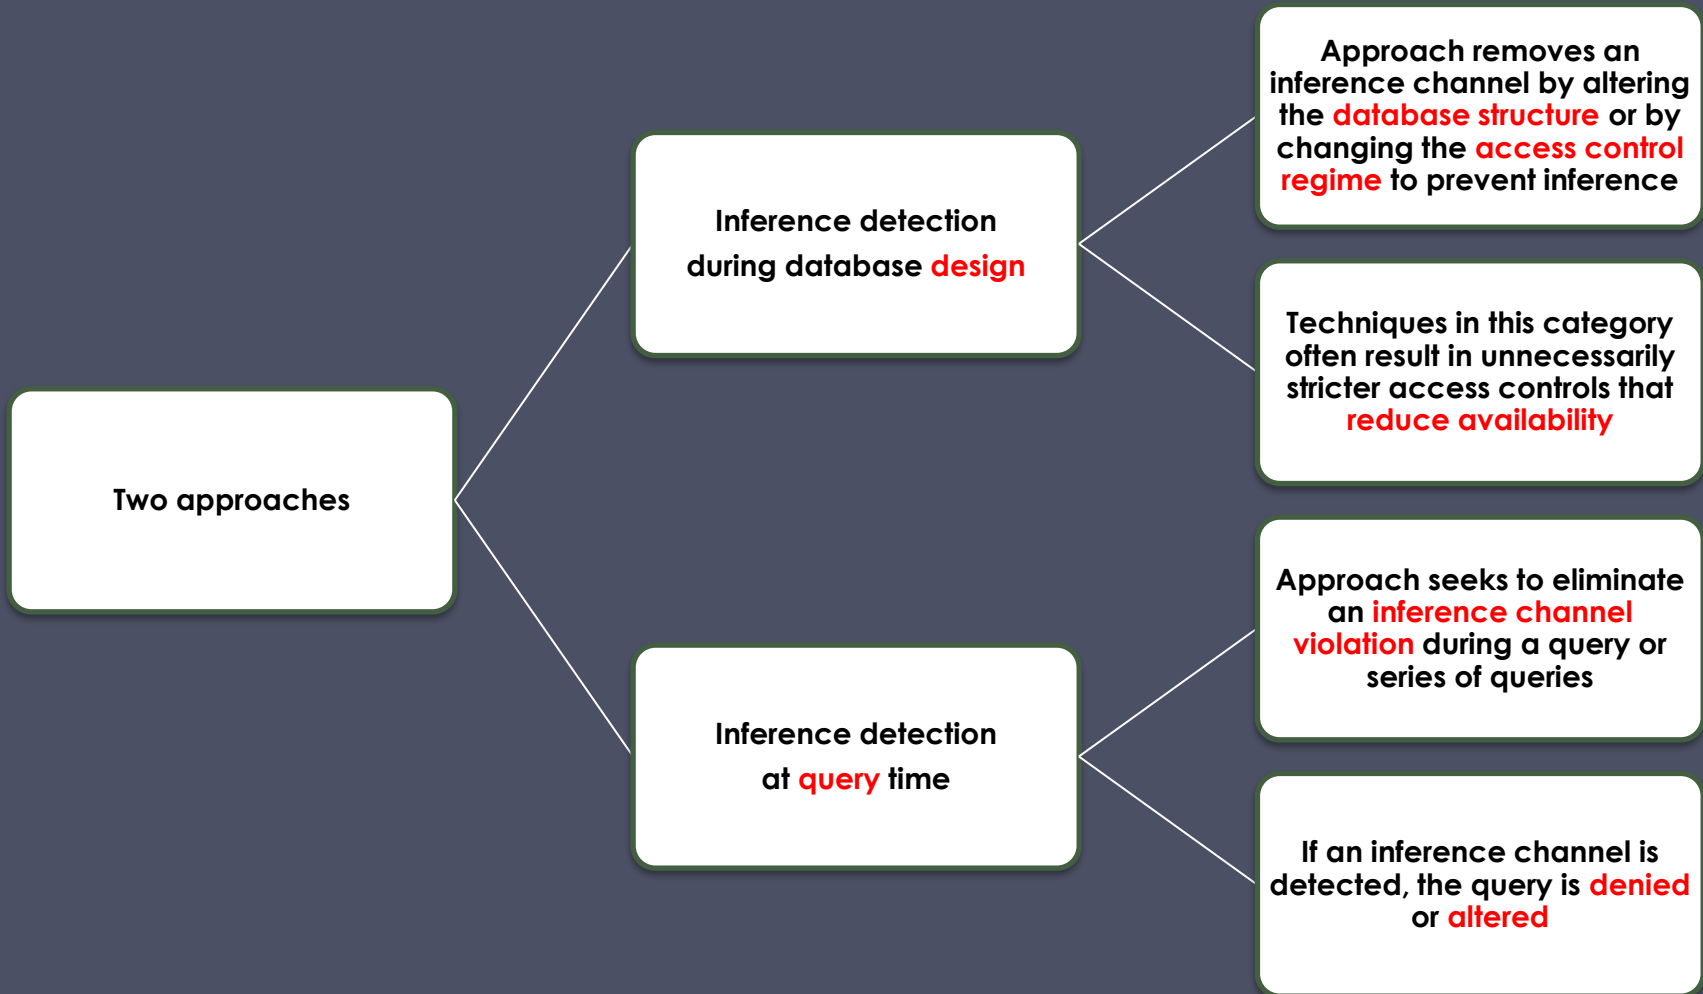 Two approaches
Inference detection
during database design
Approach removes an
inference channel by altering
the database structure or by
changing the access control
regime to prevent inference
Techniques in this category
often result in unnecessarily
stricter access controls that
reduce availability
Inference detection
at query time
Approach seeks to eliminate
an inference channel
violation during a query or
series of queries
If an inference channel is
detected, the query is denied
or altered